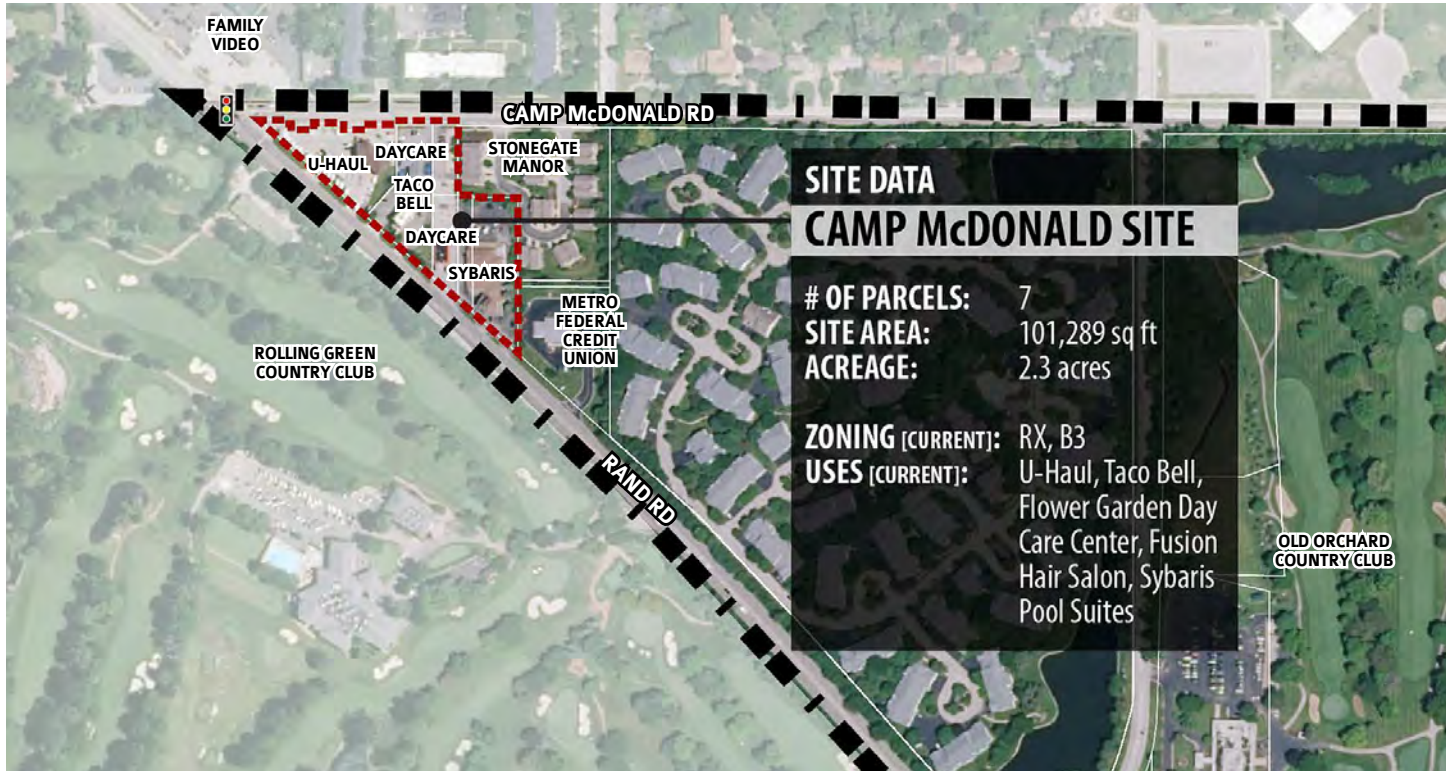 FAMILY
VIDEO
CAMP McDONALD RD
U-HAUL
DAYCARE
STONEGATE
MANOR
TACO
BELL
DAYCARE
SYBARIS
METRO
FEDERAL
CREDIT
UNION
ROLLING GREEN
COUNTRY CLUB
RAND RD
SITE DATA
CAMP McDONALD SITE
# OF PARCELS: 7
SITE AREA: 101,289 sq ft
ACREAGE: 2.3 acres
ZONING [CURRENT]: RX, B3
USES [CURRENT]: U-Haul, Taco Bell,
Flower Garden Day
Care Center, Fusion
Hair Salon, Sybaris
Pool Suites
OLD ORCHARD
COUNTRY CLUB